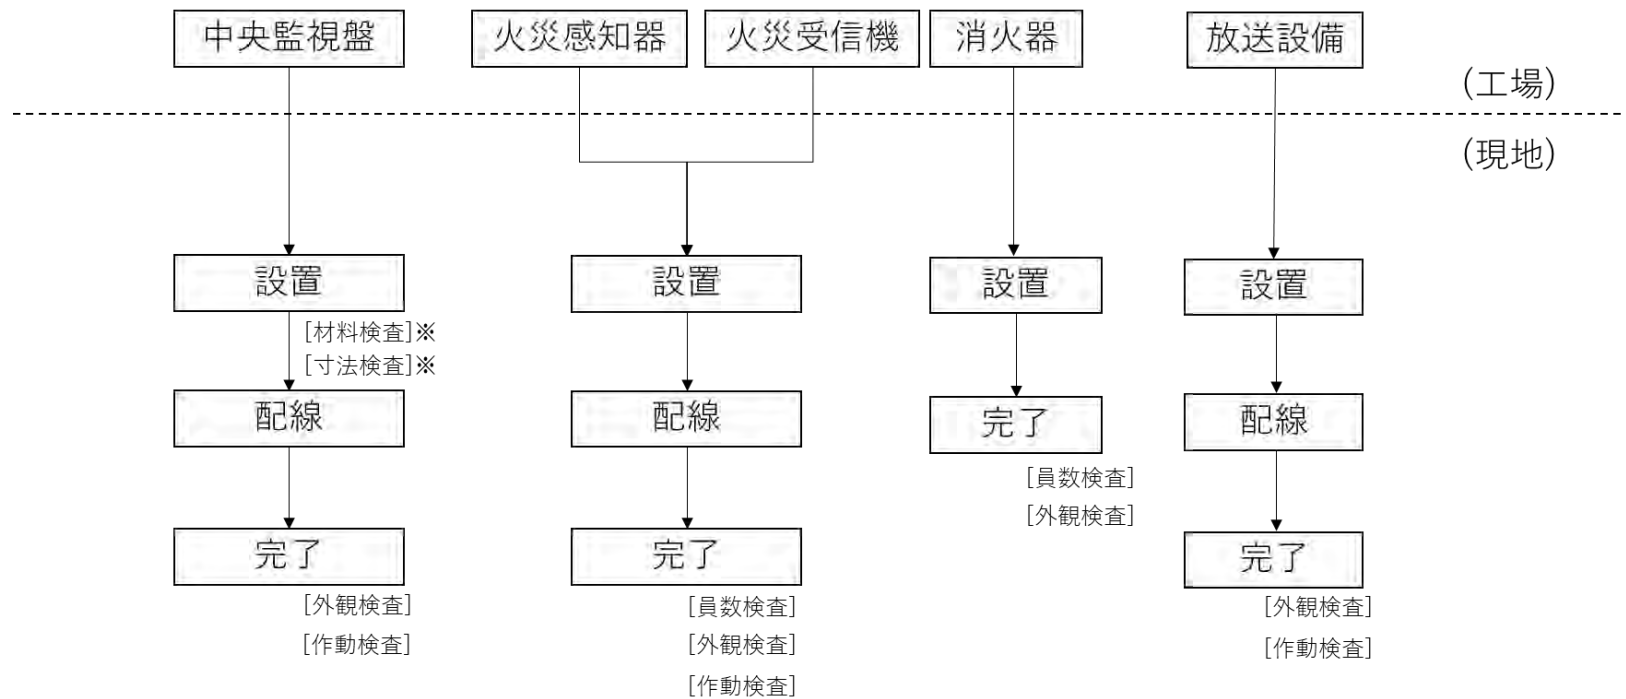 中央監視盤
火災感知器
火災受信機
消火器
放送設備
(工場)
(現地)
設置
設置
設置
設置
[材料検査]※
[寸法検査]※
配線
配線
完了
配線
[員数検査]
[外観検査]
完了
完了
完了
[外観検査]
[作動検査]
[員数検査]
[外観検査]
[作動検査]
[外観検査]
[作動検査]